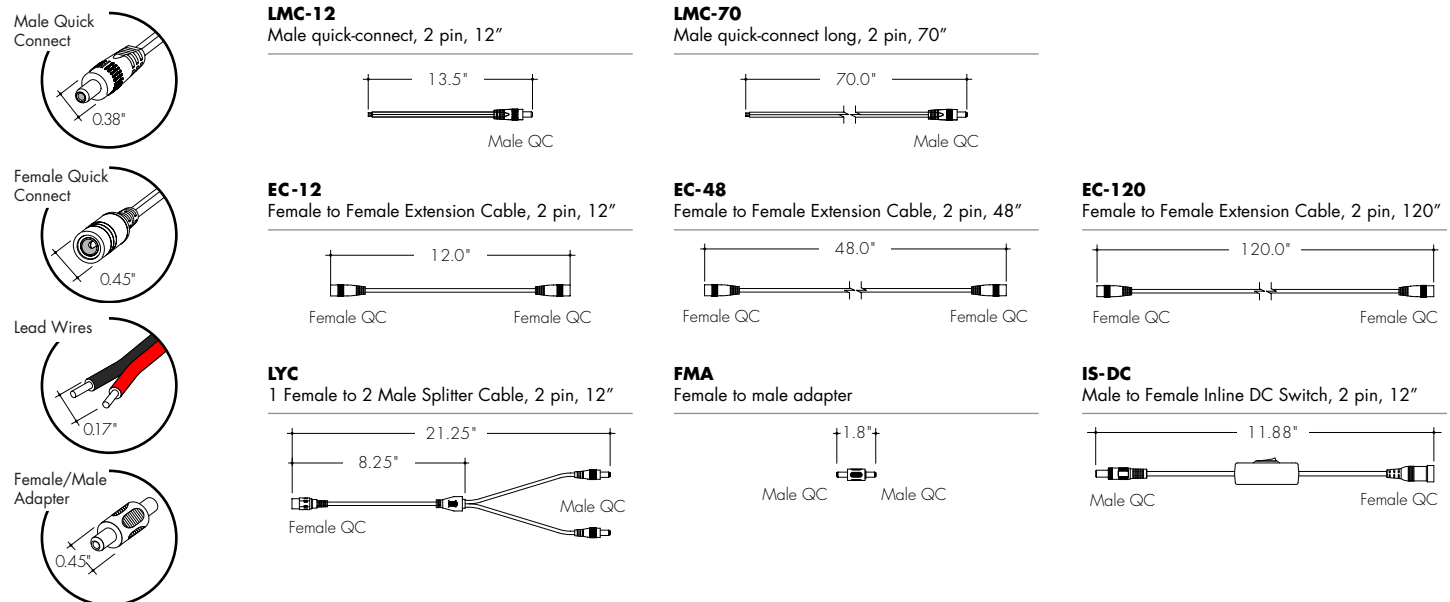 Male Quick
Connect
0.38"
Female Quick
Connect
0.45"
Lead Wires
0.17"
Female/Male
Adapter
0.45"
LMC-12
Male quick-connect, 2 pin, 12”
13.5"
Male QC
LMC-70
Male quick-connect long, 2 pin, 70”
70.0"
Male QC
EC-12
Female to Female Extension Cable, 2 pin, 12”
12.0"
Female QC Female QC
EC-48
Female to Female Extension Cable, 2 pin, 48”
48.0"
Female QC Female QC
EC-120
Female to Female Extension Cable, 2 pin, 120”
120.0"
Female QC Female QC
LYC
1 Female to 2 Male Splitter Cable, 2 pin, 12”
21.25"
8.25"
Male QC
Female QC
FMA
Female to male adapter
1.8"
Male QC Male QC
IS-DC
Male to Female Inline DC Switch, 2 pin, 12”
11.88"
Male QC Female QC